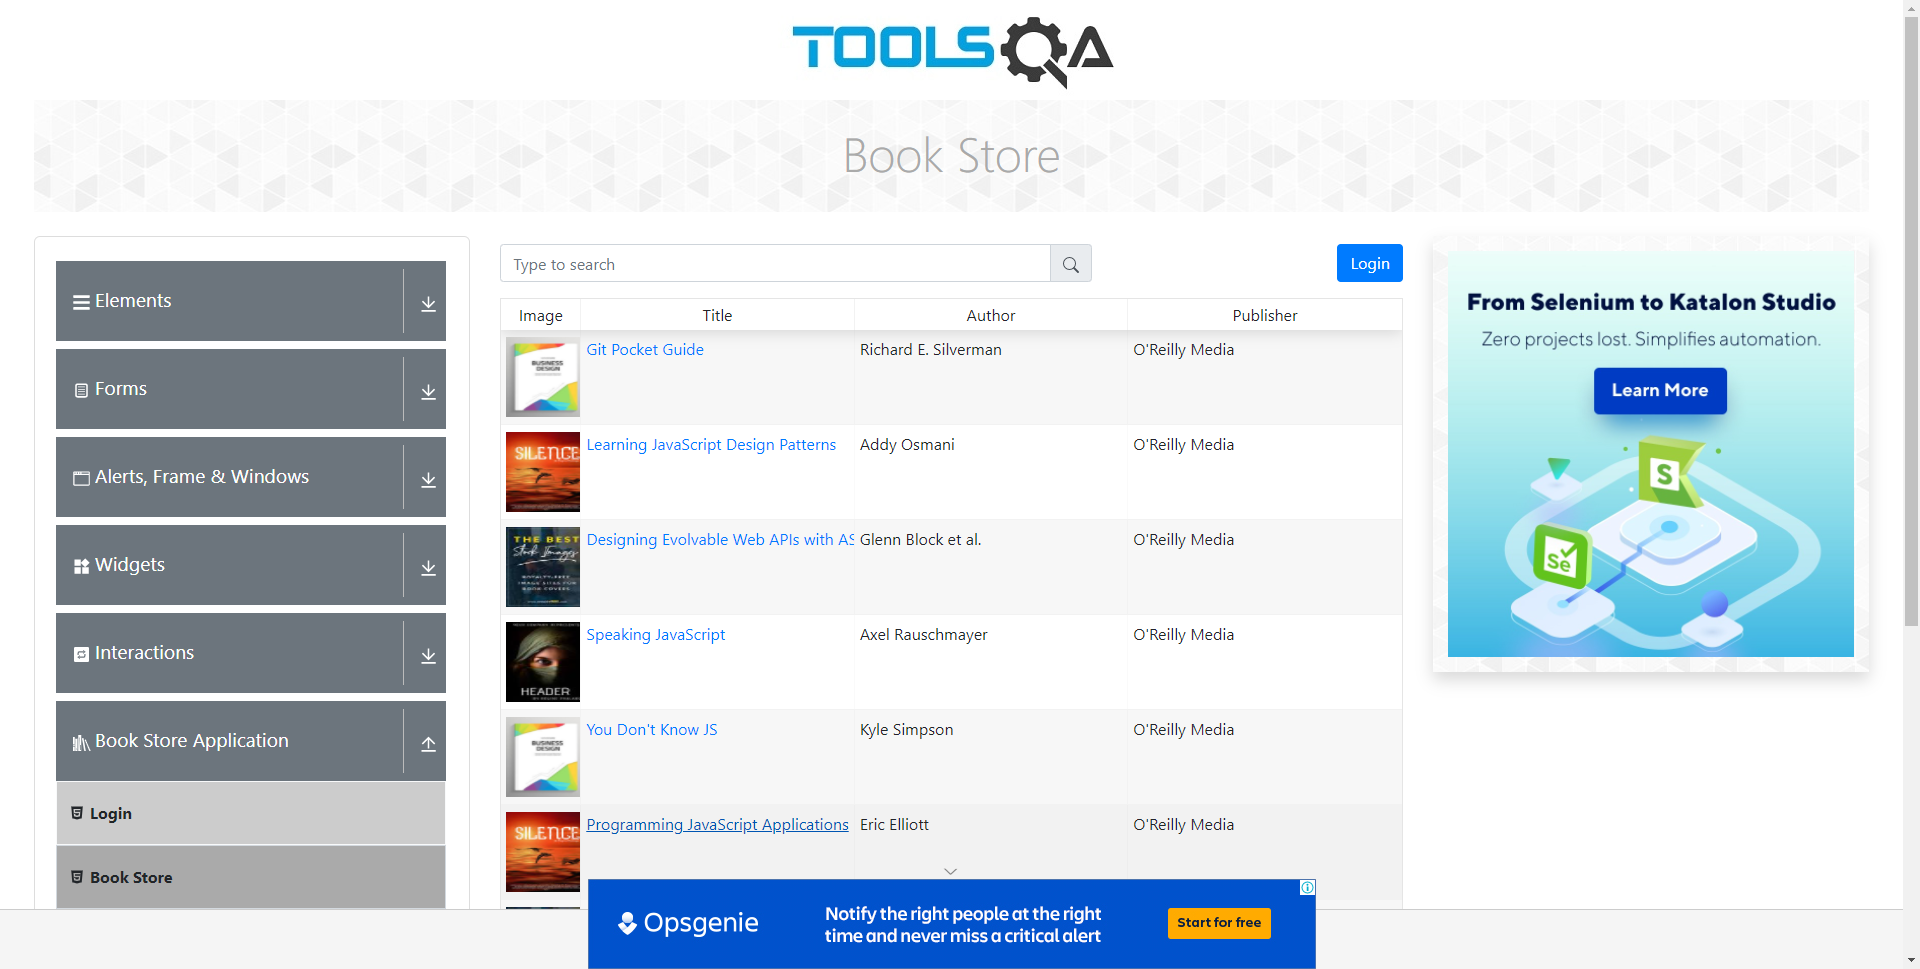 TOOLSQA
Book Store
Elements
Forms
Alerts, Frame & Windows
Widgets
Interactions
Book Store Application
Login
Book Store
Type to search
Login
Image Title Author Publisher
BUSINESS
DESIGN
Git Pocket Guide Richard E. Silverman O'Reilly Media
SILENCE
Learning JavaScript Design Patterns Addy Osmani O'Reilly Media
THE BEST
Stock Images
Designing Evolvable Web APIs with AS Glenn Block et al. O'Reilly Media
HEADER
Speaking JavaScript Axel Rauschmayer O'Reilly Media
BUSINESS
DESIGN
You Don't Know JS Kyle Simpson O'Reilly Media
SILENCE
Programming JavaScript Applications Eric Elliott O'Reilly Media
From Selenium to Katalon Studio
Zero projects lost. Simplifies automation.
Learn More
S
Se
Opsgenie
Notify the right people at the right
time and never miss a critical alert
Start for free